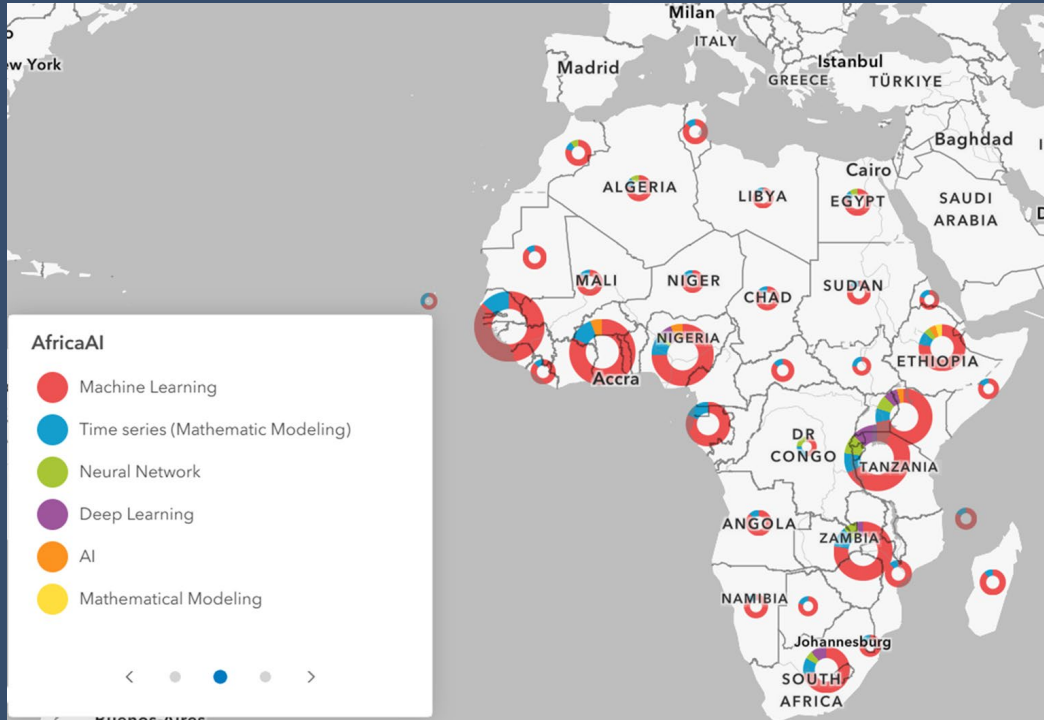 Milan
ITALY
ew York
Madrid
Istanbul
GREECE
TÜRKIYE
Baghdad
Cairo
ALGERIA
LIBYA
EGYPT
SAUDI
ARABIA
MALI
NIGER
CHAD
SUDAN
AfricaAI
NIGERIA
ETHIOPIA
Accra
Machine Learning
Time series (Mathematic Modeling)
DR
CONGO
Neural Network
TANZANIA
Deep Learning
ANGOLA
ZAMBIA
AI
Mathematical Modeling
NAMIBIA
Johannesburg
SOUTH
AFRICA